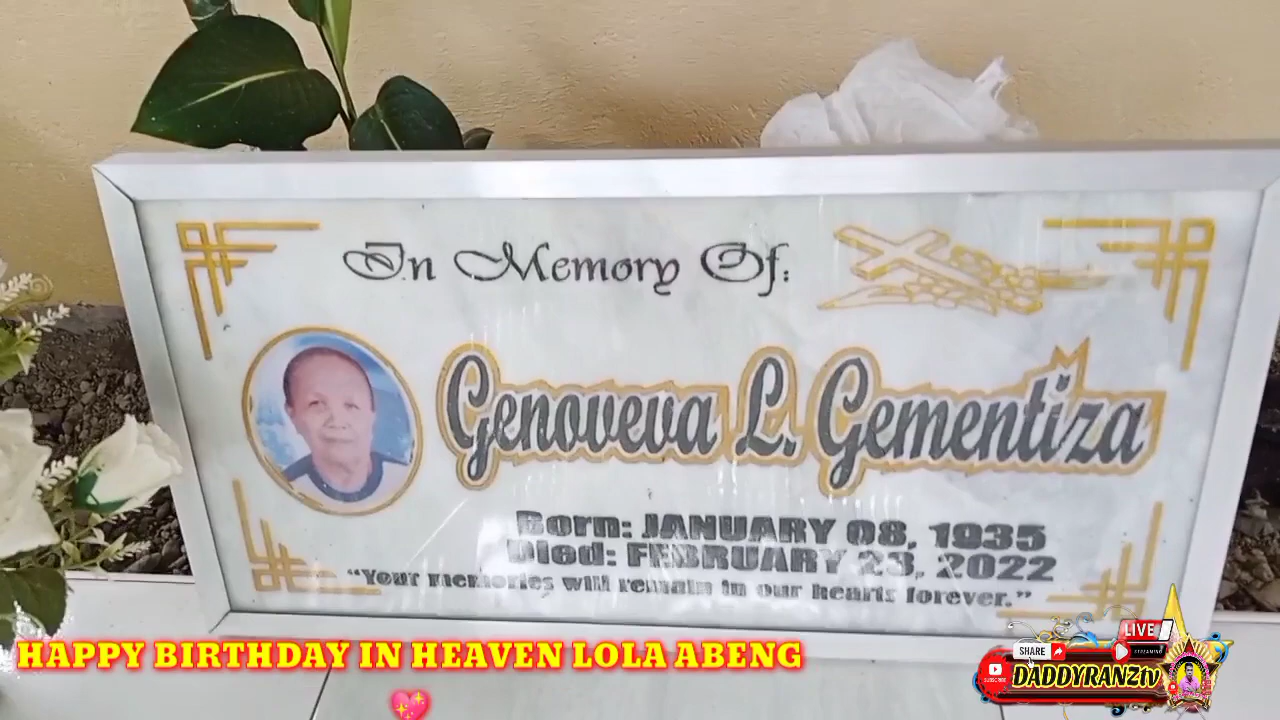 In Memory Of:
Genoveva L. Gementiza
Born: JANUARY 08, 1935
Died: FEBRUARY 23, 2022
“Your memories will remain in our hearts forever.”
HAPPY BIRTHDAY IN HEAVEN LOLA ABENG
LIVE
SHARE
STREAMING
SUBSCRIBE
DADDYRANZtv